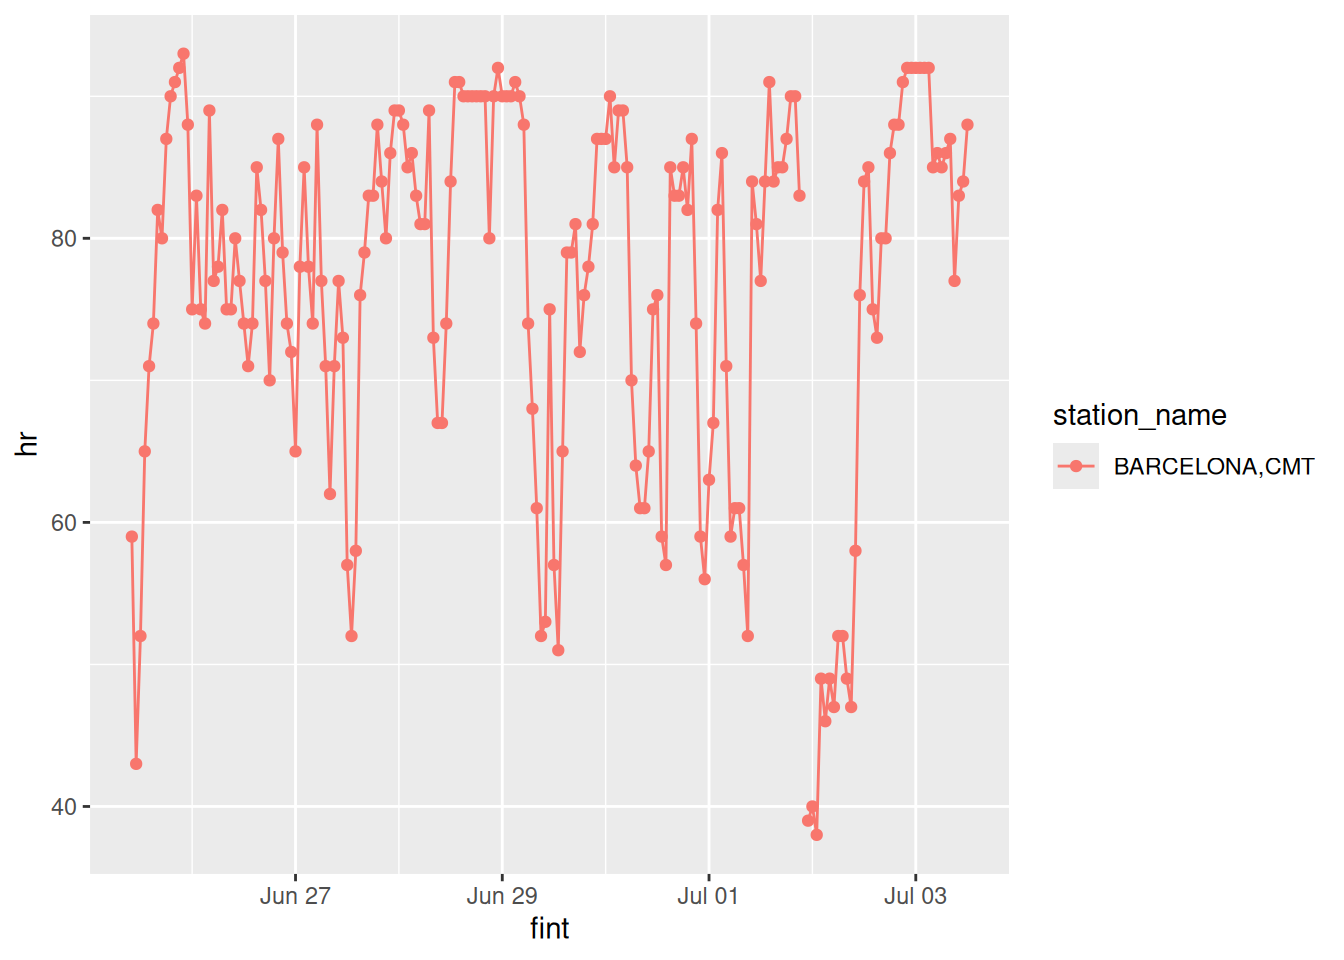 80
60
40
hr
Jun 27
Jun 29
Jul 01
Jul 03
fint
station_name
BARCELONA,CMT